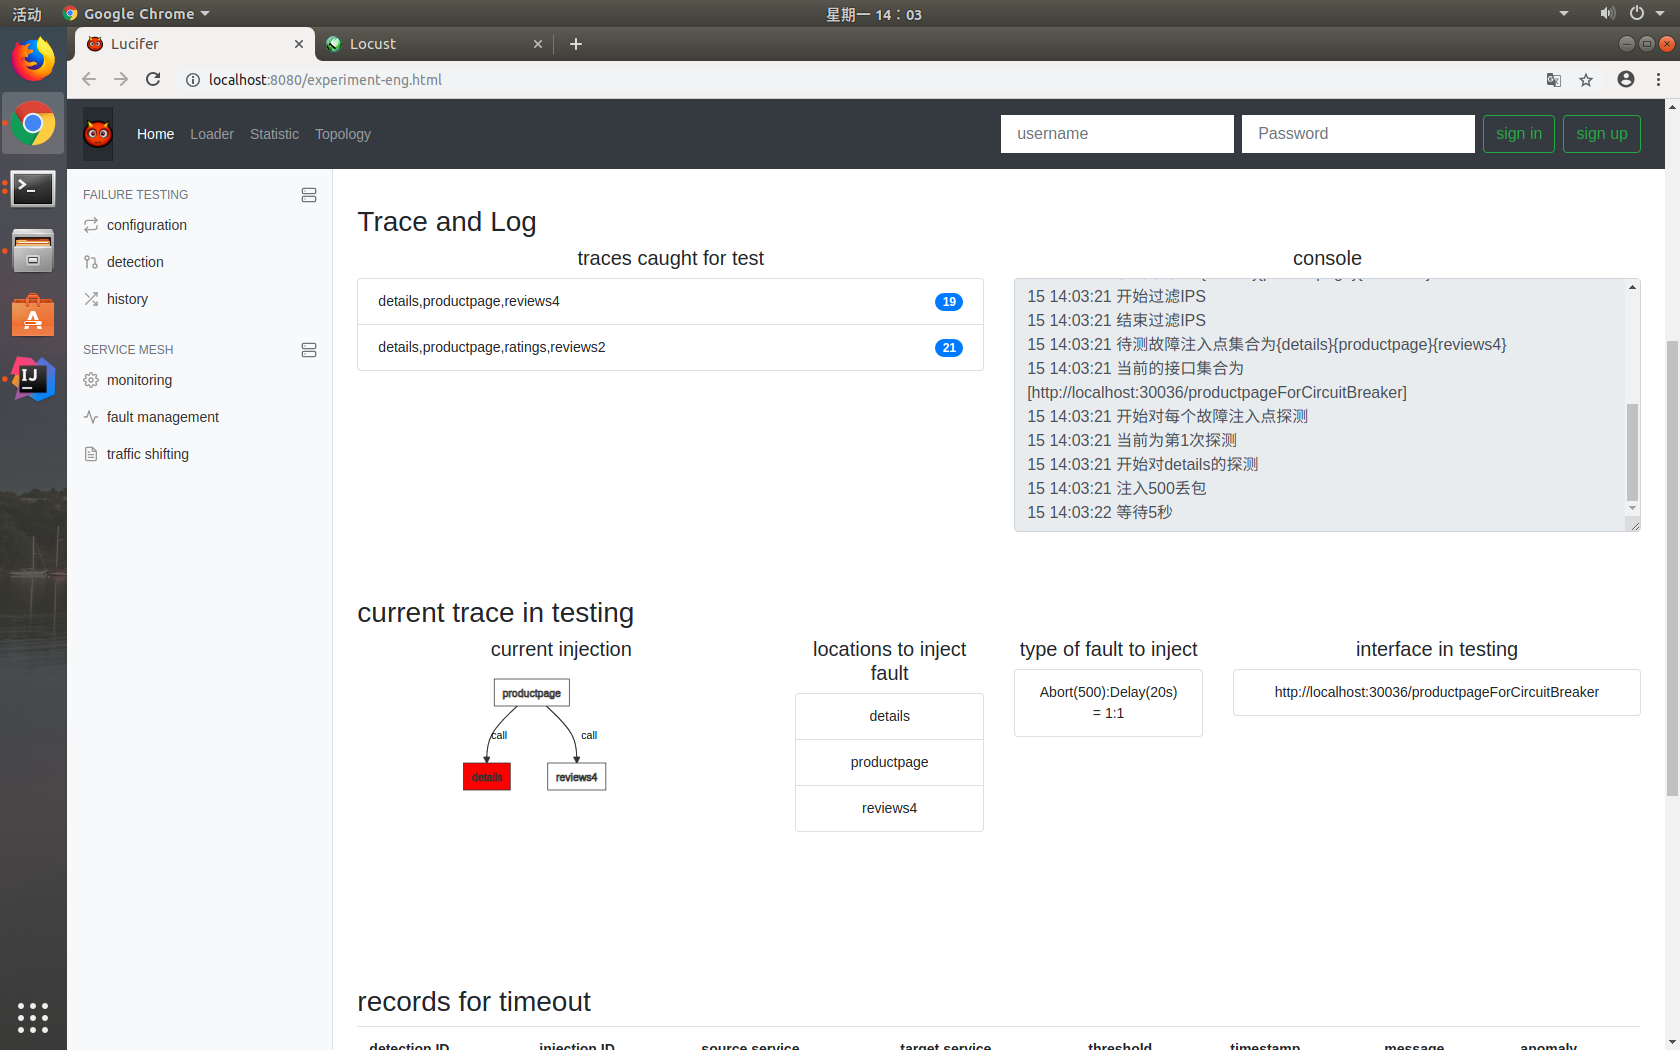 活动
Google Chrome
星期一 14：03
Lucifer
Locust
localhost:8080/experiment-eng.html
Home
Loader
Statistic
Topology
username
Password
sign in
sign up
FAILURE TESTING
configuration
detection
history
SERVICE MESH
monitoring
fault management
traffic shifting
Trace and Log
traces caught for test
details,productpage,reviews4
19
details,productpage,ratings,reviews2
21
console
15 14:03:21 开始过滤IPS
15 14:03:21 结束过滤IPS
15 14:03:21 待测故障注入点集合为{details}{productpage}{reviews4}
15 14:03:21 当前的接口集合为
[http://localhost:30036/productpageForCircuitBreaker]
15 14:03:21 开始对每个故障注入点探测
15 14:03:21 当前为第1次探测
15 14:03:21 开始对details的探测
15 14:03:21 注入500丢包
15 14:03:22 等待5秒
current trace in testing
current injection
productpage
call
call
details
reviews4
locations to inject
fault
details
productpage
reviews4
type of fault to inject
Abort(500):Delay(20s)
= 1:1
interface in testing
http://localhost:30036/productpageForCircuitBreaker
records for timeout
detection ID
injection ID
source service
target service
threshold
timestamp
message
anomaly
IJ